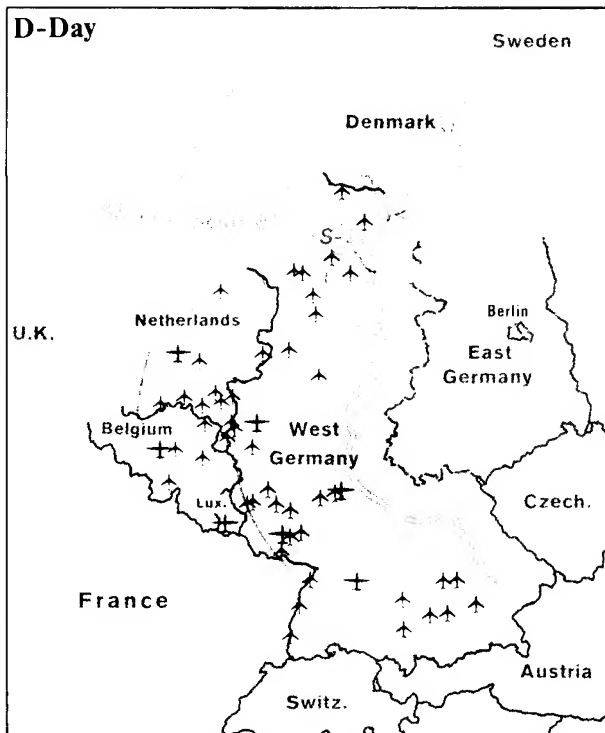 D-Day
Sweden
Denmark
S-
Netherlands
Berlin
U.K.
East
Germany
Belgium
West
Germany
Lux.
Czech.
France
Austria
Switz.